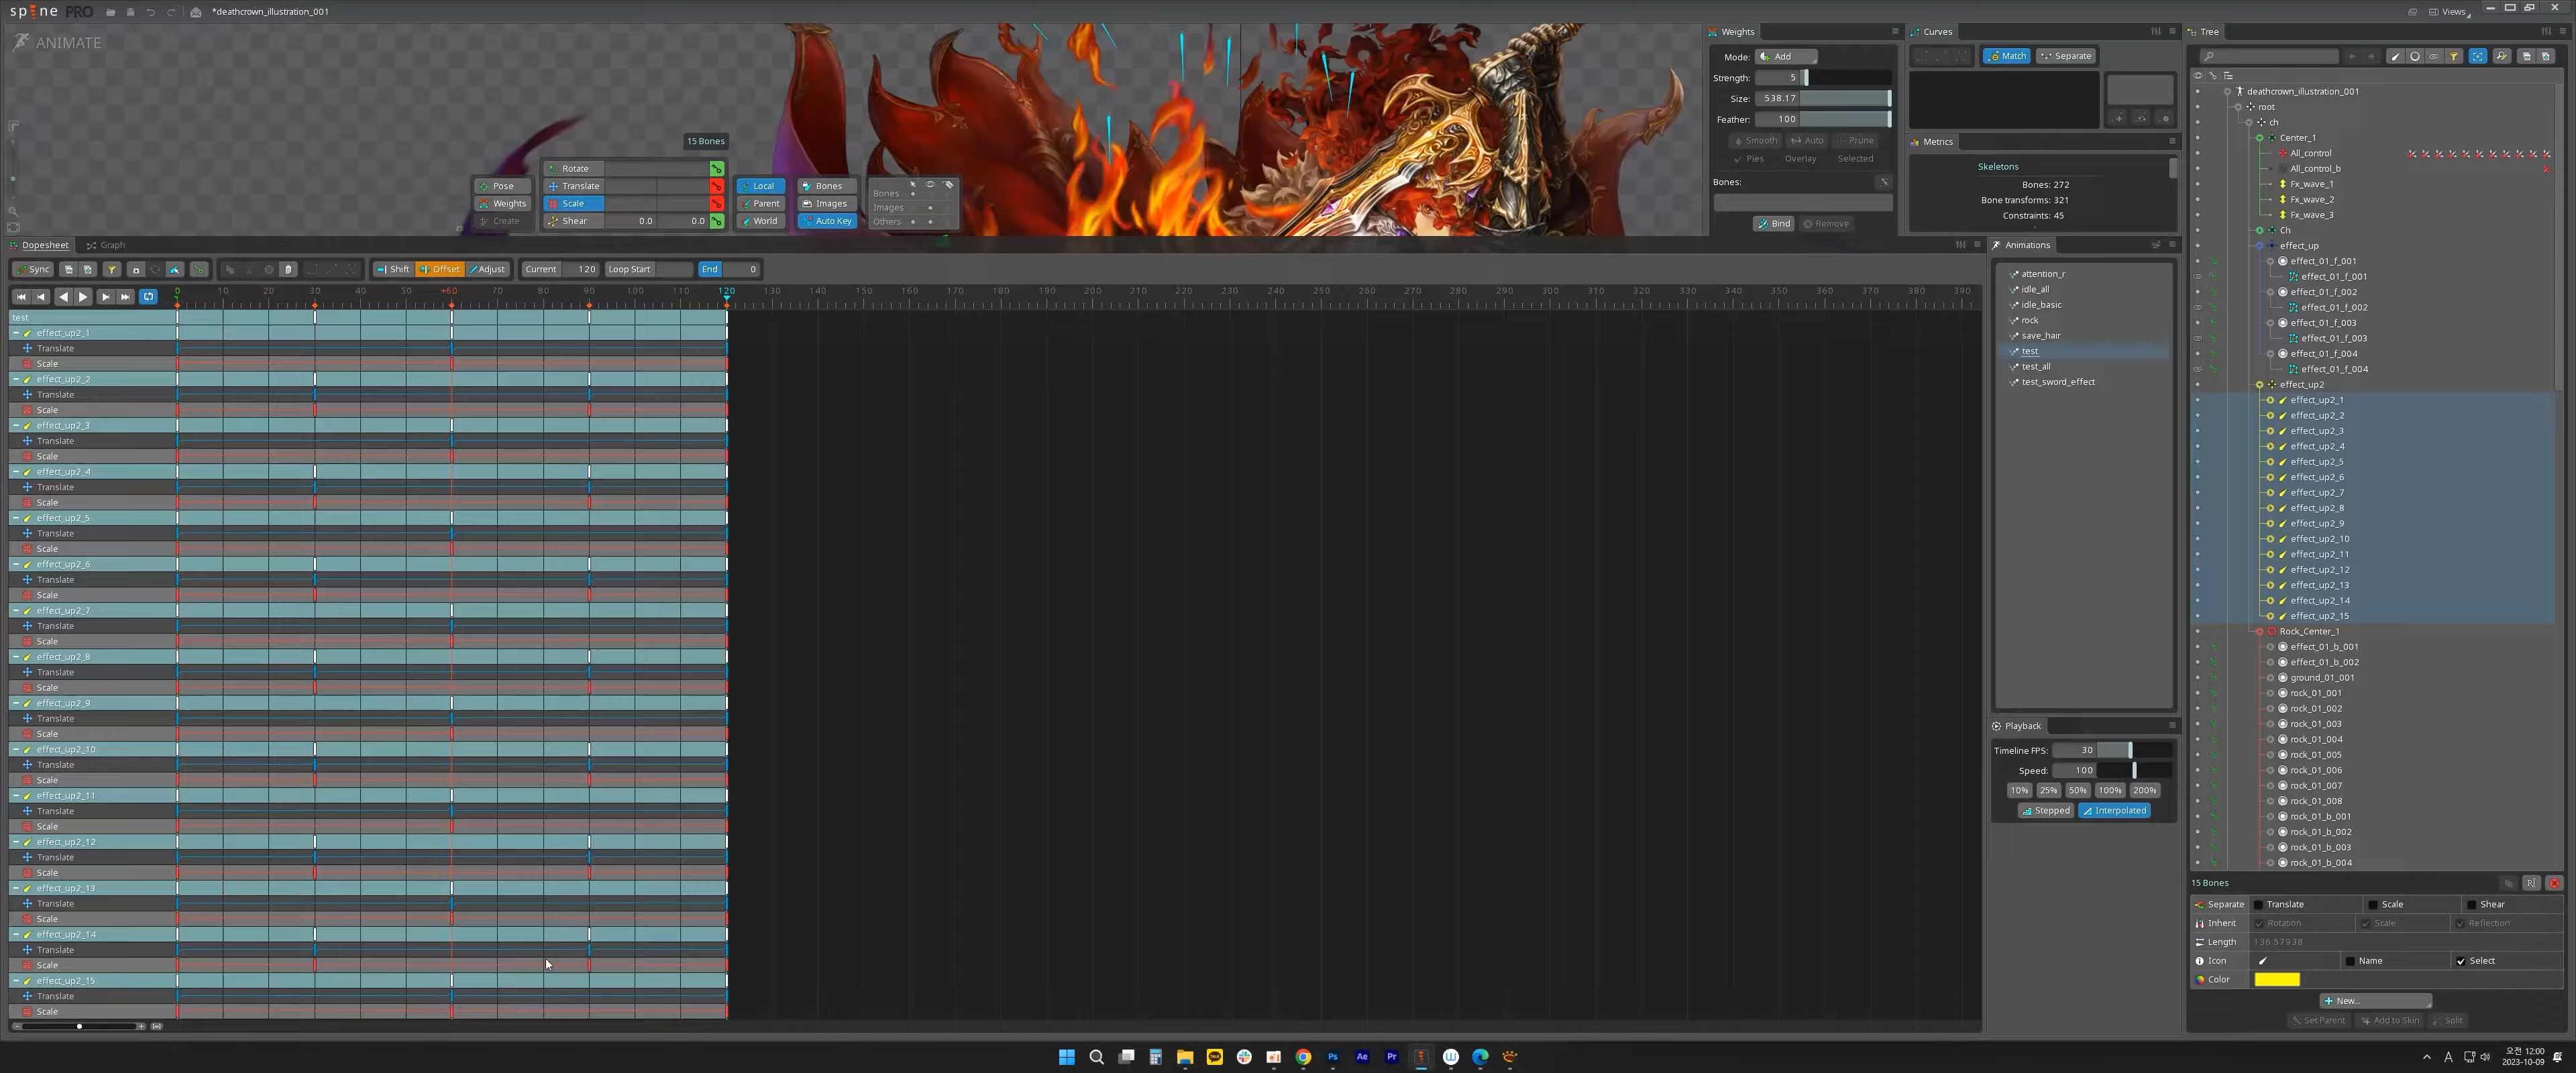 spine PRO
*deathcrown_illustration_001
Views
ANIMATE
15 Bones
Pose
Weights
Create
Rotate
Translate
Scale
Shear 0.0 0.0
Local
Parent
World
Bones
Images
Auto Key
Bones
Images
Others
Weights
Mode: Add
Strength: 5
Size: 538.17
Feather: 100
Smooth Auto Prune
Pies Overlay Selected
Bones:
Bind Remove
Curves
Match Separate
Metrics
Skeletons
Bones: 272
Bone transforms: 321
Constraints: 45
Dopesheet Graph
Sync Shift Offset Adjust Current 120 Loop Start End 0
0 10 20 30 40 50 +60 70 80 90 100 110 120 130 140 150 160 170 180 190 200 210 220 230 240 250 260 270 280 290 300 310 320 330 340 350 360 370 380 390
test
effect_up2_1
Translate
Scale
effect_up2_2
Translate
Scale
effect_up2_3
Translate
Scale
effect_up2_4
Translate
Scale
effect_up2_5
Translate
Scale
effect_up2_6
Translate
Scale
effect_up2_7
Translate
Scale
effect_up2_8
Translate
Scale
effect_up2_9
Translate
Scale
effect_up2_10
Translate
Scale
effect_up2_11
Translate
Scale
effect_up2_12
Translate
Scale
effect_up2_13
Translate
Scale
effect_up2_14
Translate
Scale
effect_up2_15
Translate
Scale
Animations
attention_r
idle_all
idle_basic
rock
save_hair
test
test_all
test_sword_effect
Playback
Timeline FPS: 30
Speed: 100
10% 25% 50% 100% 200%
Stepped Interpolated
Tree
deathcrown_illustration_001
root
ch
Center_1
All_control
All_control_b
Fx_wave_1
Fx_wave_2
Fx_wave_3
Ch
effect_up
effect_01_f_001
effect_01_f_001
effect_01_f_002
effect_01_f_002
effect_01_f_003
effect_01_f_003
effect_01_f_004
effect_01_f_004
effect_up2
effect_up2_1
effect_up2_2
effect_up2_3
effect_up2_4
effect_up2_5
effect_up2_6
effect_up2_7
effect_up2_8
effect_up2_9
effect_up2_10
effect_up2_11
effect_up2_12
effect_up2_13
effect_up2_14
effect_up2_15
Rock_Center_1
effect_01_b_001
effect_01_b_002
ground_01_001
rock_01_001
rock_01_002
rock_01_003
rock_01_004
rock_01_005
rock_01_006
rock_01_007
rock_01_008
rock_01_b_001
rock_01_b_002
rock_01_b_003
rock_01_b_004
15 Bones
Separate Translate Scale Shear
Inherit Rotation Scale Reflection
Length 136.57938
Icon Name Select
Color
New...
Set Parent Add to Skin Split
TALK Ps Ae Pr
A 오전 12:00
2023-10-09